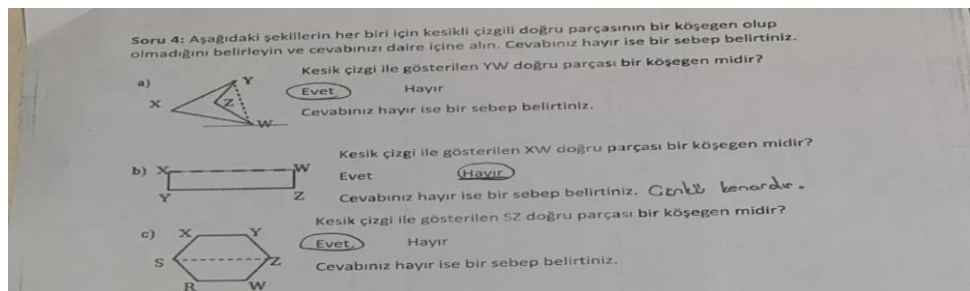 Soru 4: Aşağıdaki şekillerin her biri için kesikli çizgili doğru parçasının bir köşegen olup
olmadığını belirleyin ve cevabınızı daire içine alın. Cevabınız hayır ise bir sebep belirtiniz.
Kesik çizgi ile gösterilen YW doğru parçası bir köşegen midir?
a)
Y
X
Z
W
Evet
Hayır
Cevabınız hayır ise bir sebep belirtiniz.
Kesik çizgi ile gösterilen XW doğru parçası bir köşegen midir?
b)
X
W
Y
Z
Evet
Hayır
Cevabınız hayır ise bir sebep belirtiniz. Çünkü kenardır.
Kesik çizgi ile gösterilen SZ doğru parçası bir köşegen midir?
c)
X
Y
S
Z
R
W
Evet
Hayır
Cevabınız hayır ise bir sebep belirtiniz.